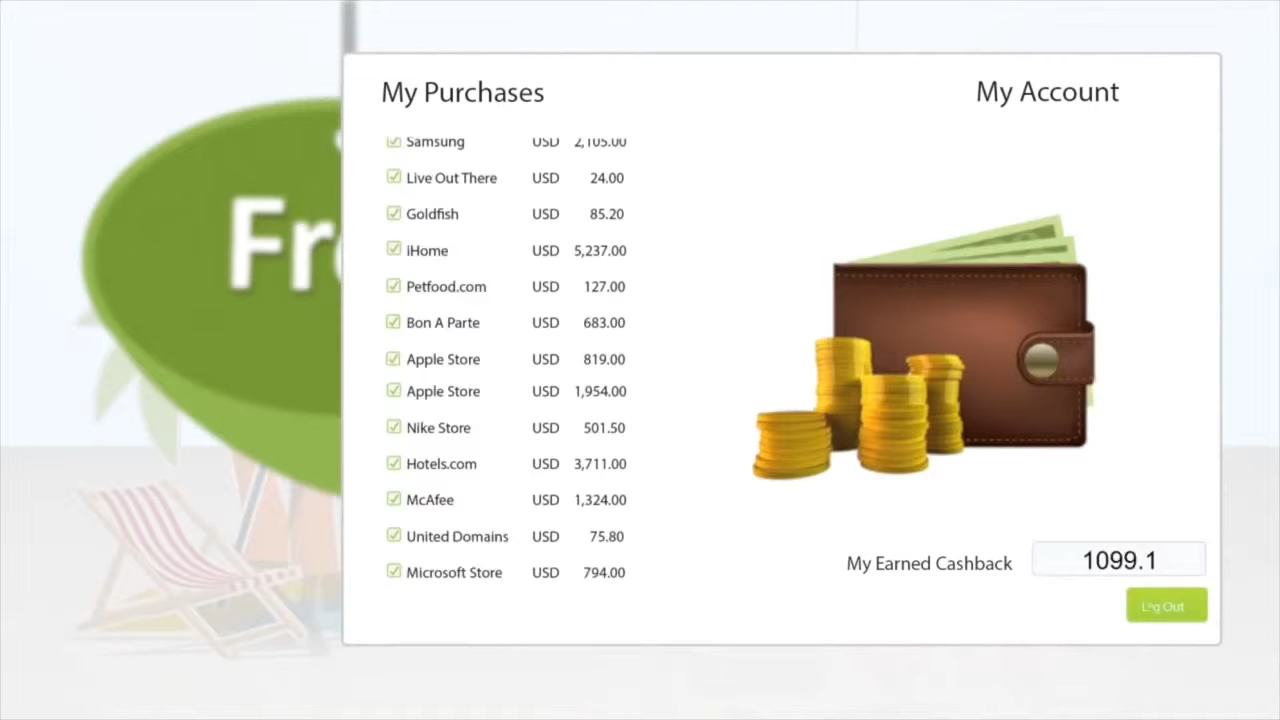 My Purchases
My Account
Samsung USD 2,105.00
Live Out There USD 24.00
Goldfish USD 85.20
iHome USD 5,237.00
Petfood.com USD 127.00
Bon A Parte USD 683.00
Apple Store USD 819.00
Apple Store USD 1,954.00
Nike Store USD 501.50
Hotels.com USD 3,711.00
McAfee USD 1,324.00
United Domains USD 75.80
Microsoft Store USD 794.00
Fr
My Earned Cashback 1099.1
Log Out